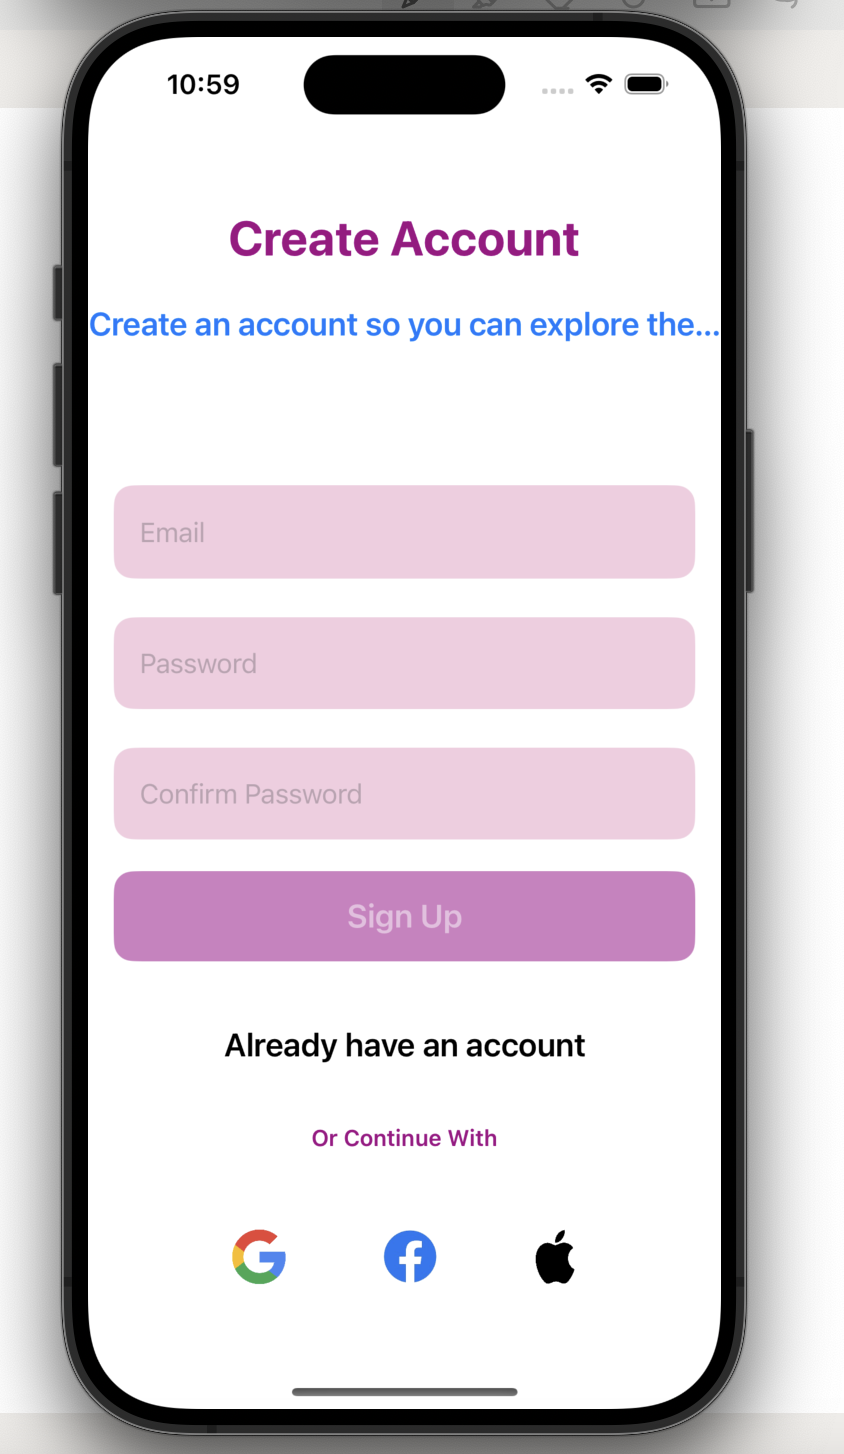 10:59
Create Account
Create an account so you can explore the...
Email
Password
Confirm Password
Sign Up
Already have an account
Or Continue With